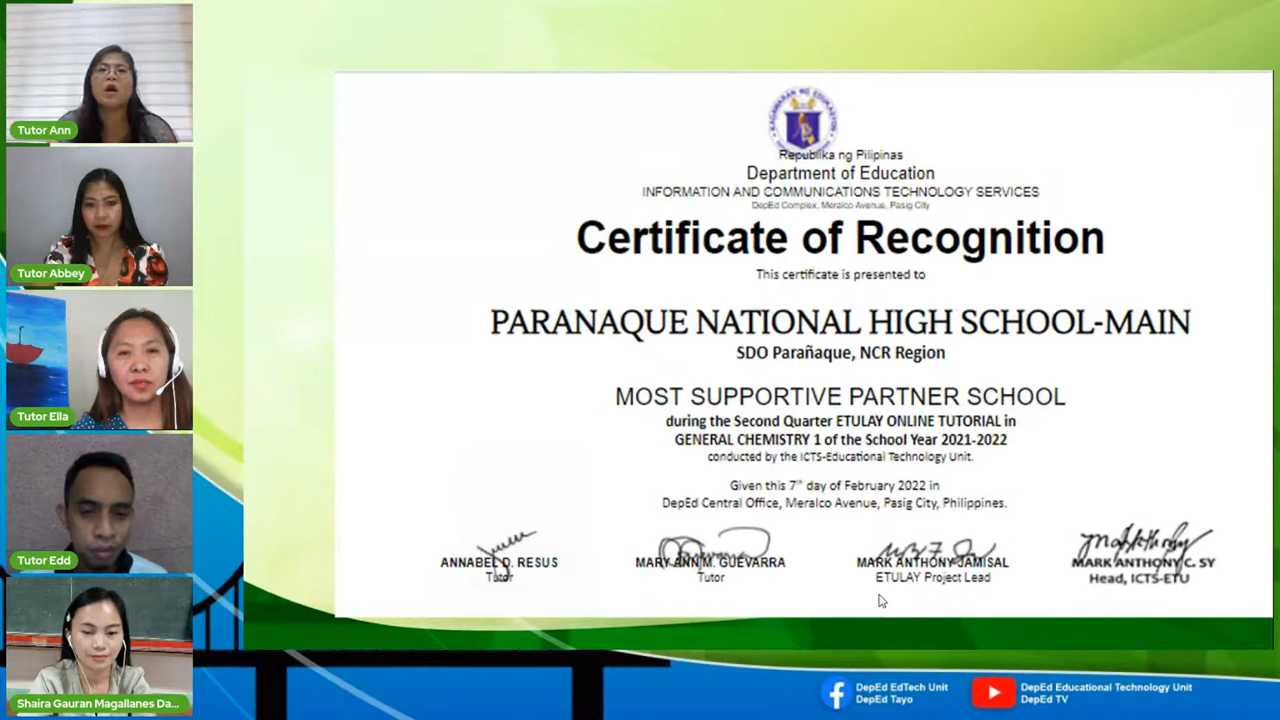 Tutor Ann
Tutor Abbey
Tutor Ella
Tutor Edd
Shaira Gauran Magallanes Da...
KAGAWARAN NG EDUKASYON
Republika ng Pilipinas
Department of Education
INFORMATION AND COMMUNICATIONS TECHNOLOGY SERVICES
DepEd Complex, Meralco Avenue, Pasig City
Certificate of Recognition
This certificate is presented to
PARANAQUE NATIONAL HIGH SCHOOL-MAIN
SDO Parañaque, NCR Region
MOST SUPPORTIVE PARTNER SCHOOL
during the Second Quarter ETULAY ONLINE TUTORIAL in
GENERAL CHEMISTRY 1 of the School Year 2021-2022
conducted by the ICTS-Educational Technology Unit.
Given this 7th day of February 2022 in
DepEd Central Office, Meralco Avenue, Pasig City, Philippines.
ANNABEL D. RESUS
Tutor
MARY ANN M. GUEVARRA
Tutor
MARK ANTHONY JAMISAL
ETULAY Project Lead
MARK ANTHONY C. SY
Head, ICTS-ETU
DepEd EdTech Unit
DepEd Tayo
DepEd Educational Technology Unit
DepEd TV